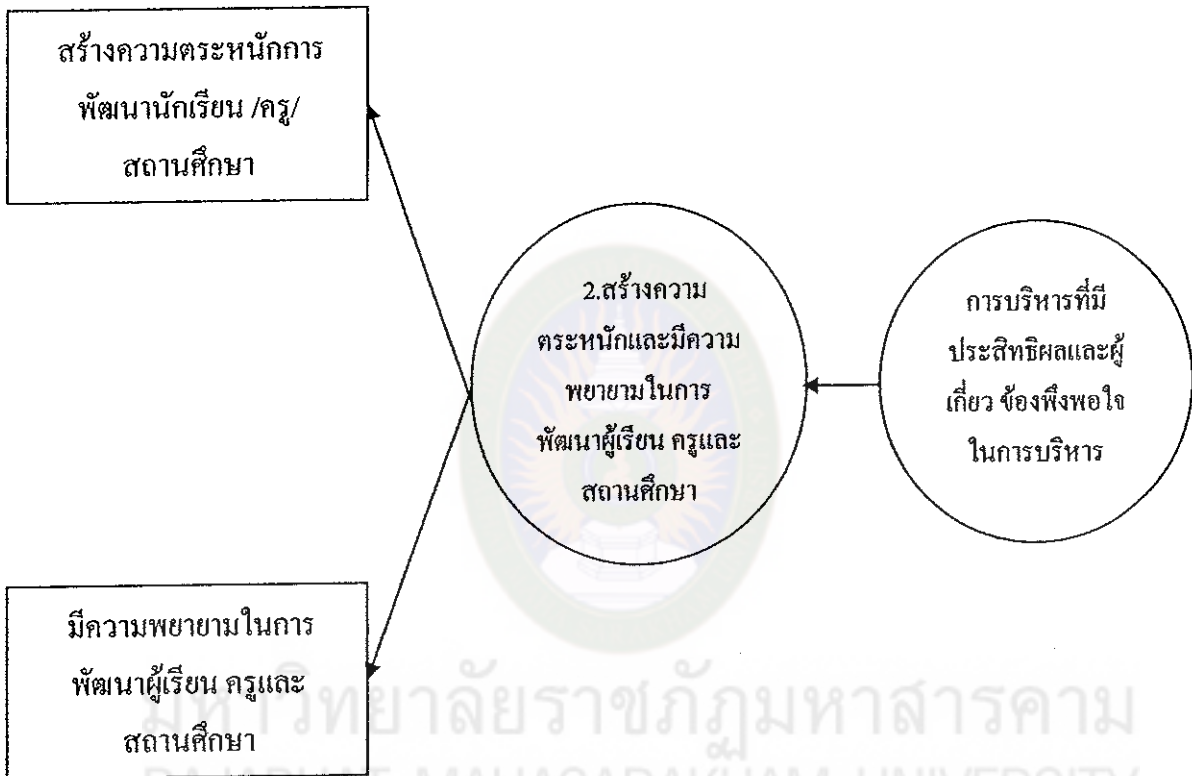 สร้างความตระหนักการ
พัฒนานักเรียน /ครู/
สถานศึกษา
2.สร้างความ
ตระหนักและมีความ
พยายามในการ
พัฒนาผู้เรียน ครูและ
สถานศึกษา
การบริหารที่มี
ประสิทธิผลและผู้
เกี่ยว ข้องพึงพอใจ
ในการบริหาร
มีความพยายามในการ
พัฒนาผู้เรียน ครูและ
สถานศึกษา
มหาวิทยาลัยราชภัฏมหาสารคาม
RAJABHAT MAHASARAKHAM UNIVERSITY